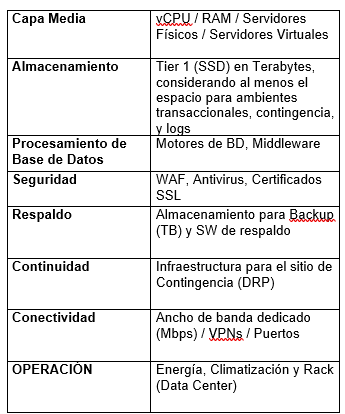 Capa Media
vCPU / RAM / Servidores
Físicos / Servidores Virtuales
Almacenamiento
Tier 1 (SSD) en Terabytes,
considerando al menos el
espacio para ambientes
transaccionales, contingencia,
y logs
Procesamiento de
Base de Datos
Motores de BD, Middleware
Seguridad
WAF, Antivirus, Certificados
SSL
Respaldo
Almacenamiento para Backup
(TB) y SW de respaldo
Continuidad
Infraestructura para el sitio de
Contingencia (DRP)
Conectividad
Ancho de banda dedicado
(Mbps) / VPNs / Puertos
OPERACIÓN
Energía, Climatización y Rack
(Data Center)